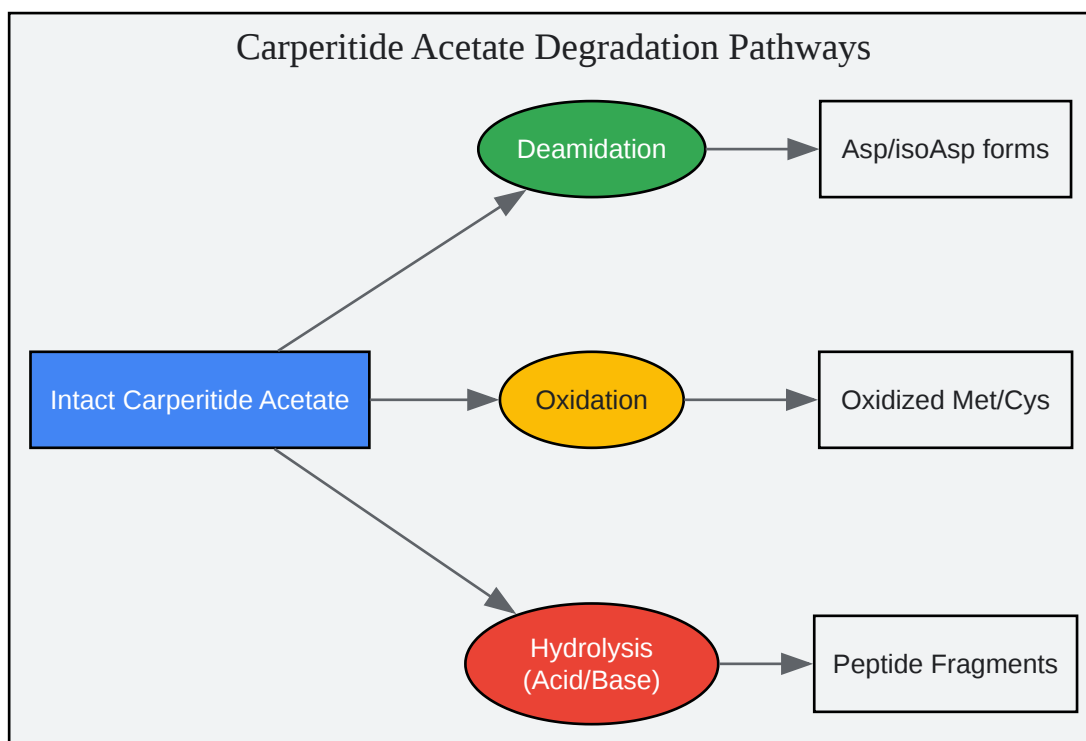 Carperitide Acetate Degradation Pathways
Deamidation
Asp/isoAsp forms
Intact Carperitide Acetate
Oxidation
Oxidized Met/Cys
Hydrolysis
(Acid/Base)
Peptide Fragments